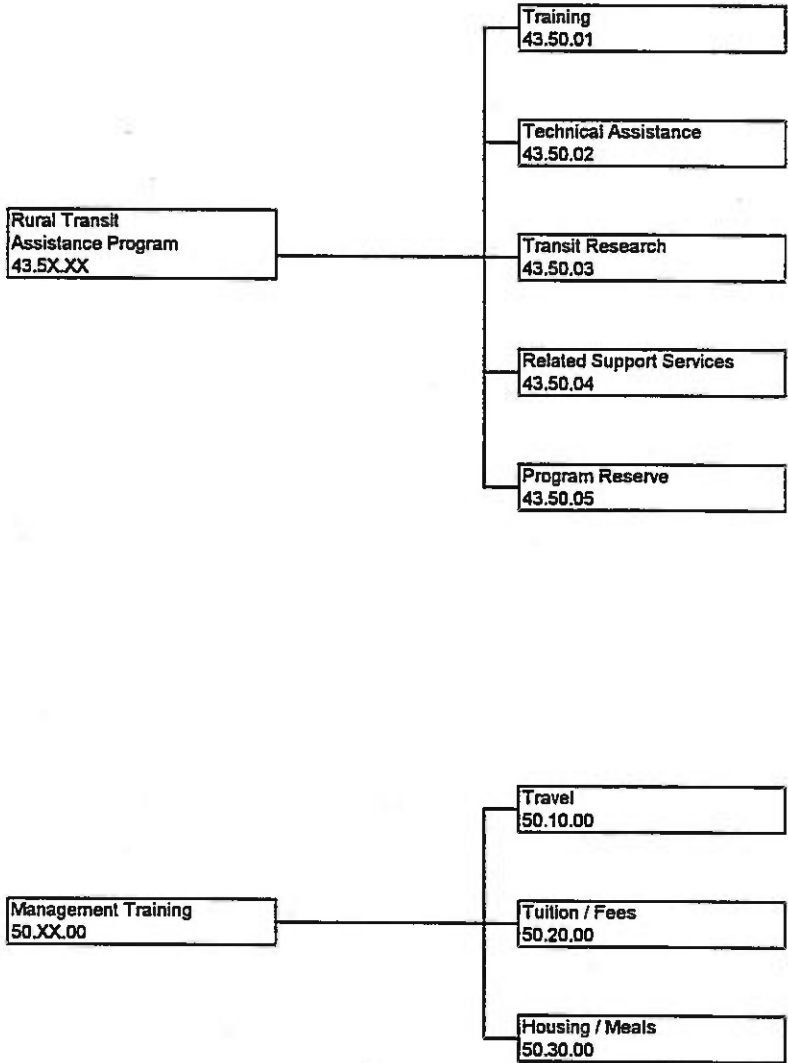 Training
43.50.01
Technical Assistance
43.50.02
Rural Transit
Assistance Program
43.5X.XX
Transit Research
43.50.03
Related Support Services
43.50.04
Program Reserve
43.50.05
Travel
50.10.00
Management Training
50.XX.00
Tuition / Fees
50.20.00
Housing / Meals
50.30.00